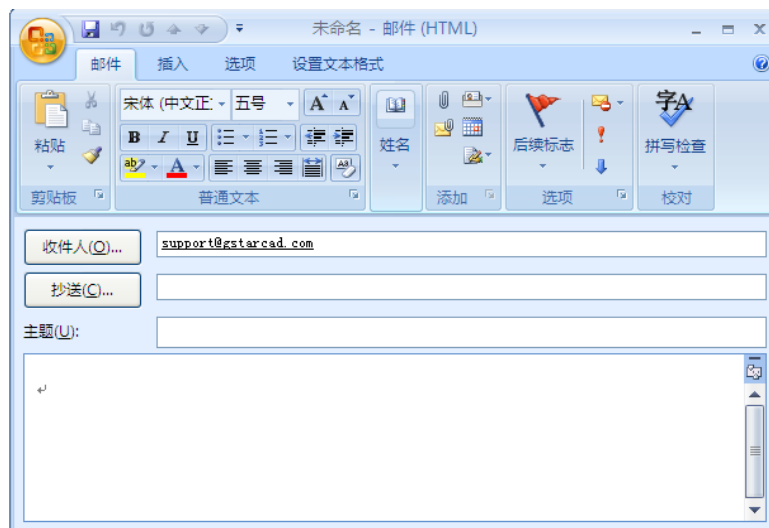 未命名 - 邮件 (HTML)
邮件 插入 选项 设置文本格式
宋体 (中文正 五号 A A 字A
粘贴 B I U 姓名 后续标志 拼写检查
ab A
剪贴板 普通文本 添加 选项 校对
收件人(O)... support@gstarcad.com
抄送(C)...
主题(U):